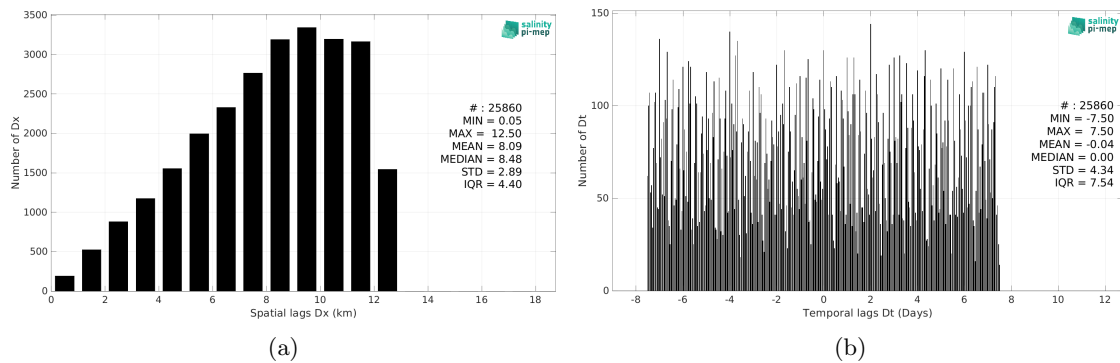 3500
3000
2500
2000
1500
1000
500
0
Number of Dx
salinity
pi-mep
# : 25860
MIN = 0.05
MAX = 12.50
MEAN = 8.09
MEDIAN = 8.48
STD = 2.89
IQR = 4.40
0 2 4 6 8 10 12 14 16 18
Spatial lags Dx (km)
(a)
150
100
50
0
Number of Dt
salinity
pi-mep
# : 25860
MIN = -7.50
MAX = 7.50
MEAN = -0.04
MEDIAN = 0.00
STD = 4.34
IQR = 7.54
-8 -6 -4 -2 0 2 4 6 8 10 12
Temporal lags Dt (Days)
(b)